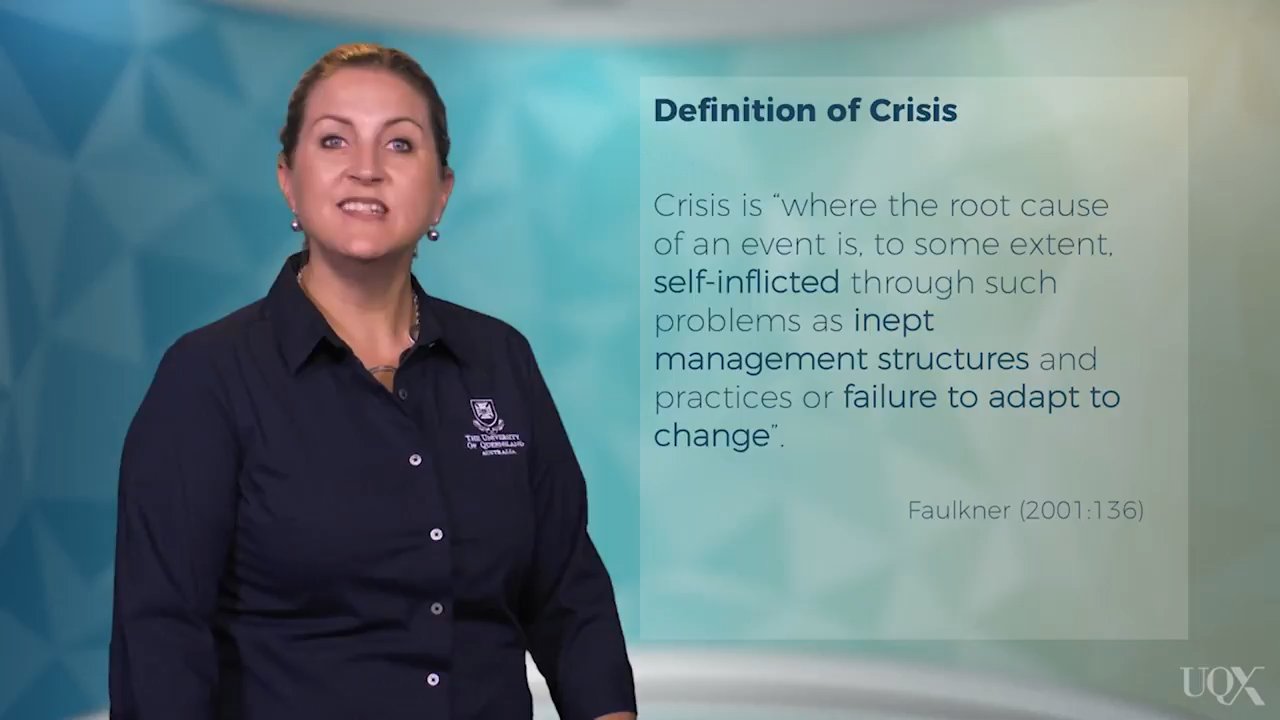 Definition of Crisis
Crisis is “where the root cause
of an event is, to some extent,
self-inflicted through such
problems as inept
management structures and
practices or failure to adapt to
change”.
Faulkner (2001:136)
THE UNIVERSITY
OF QUEENSLAND
AUSTRALIA
UQX